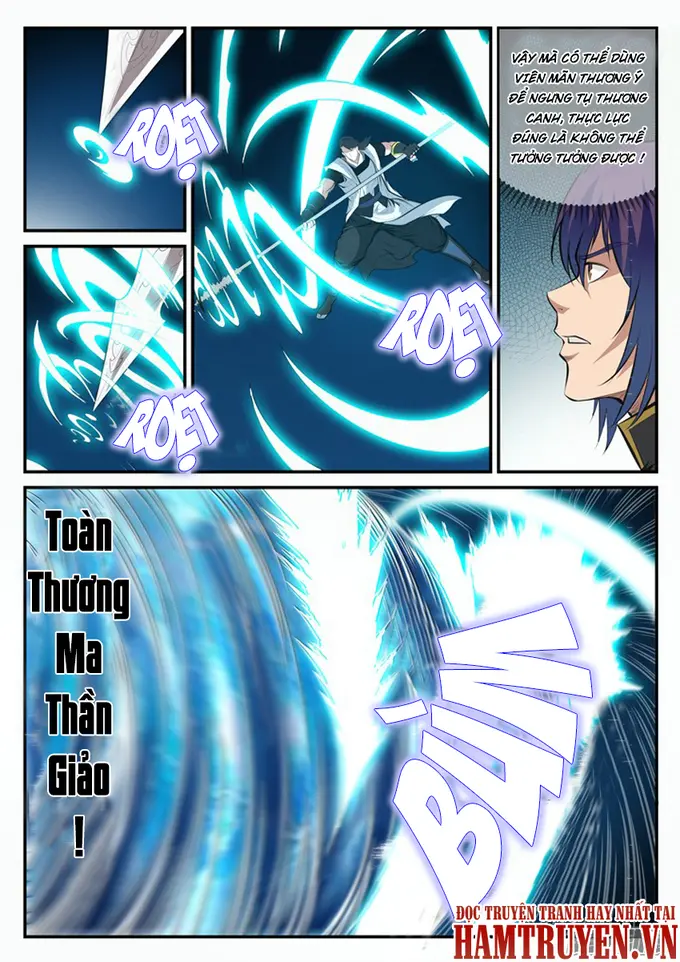 ROẸT
ROẸT
ROẸT
VẬY MÀ CÓ THỂ DÙNG
VIÊN MÃN THƯƠNG Ý
ĐỂ NGƯNG TỤ THƯƠNG
CANH, THỰC LỰC
ĐÚNG LÀ KHÔNG THỂ
TƯỞNG TƯỞNG ĐƯỢC !
Toàn
Thương
Ma
Thần
Giảo
!
BÙM
ĐỌC TRUYỆN TRANH HAY NHẤT TẠI
HAMTRUYEN.VN